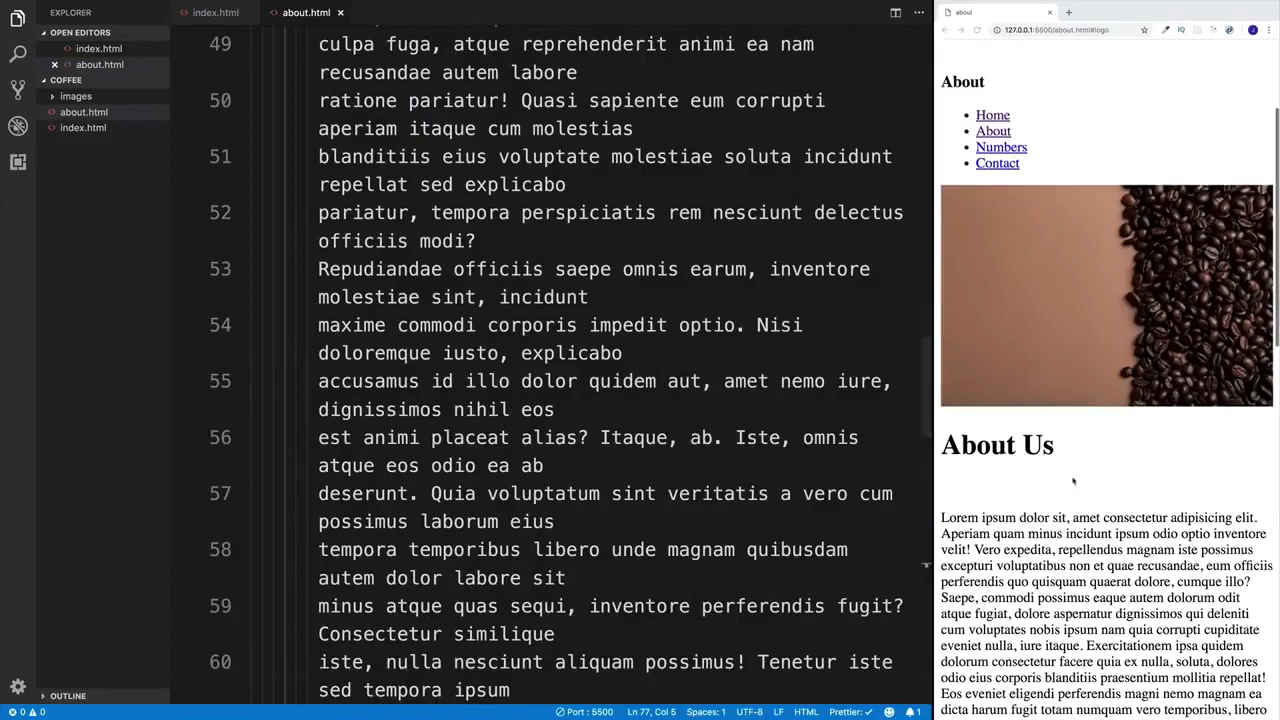 EXPLORER
OPEN EDITORS
index.html
about.html
COFFEE
images
about.html
index.html
OUTLINE
index.html
about.html
49 culpa fuga, atque reprehenderit animi ea nam
recusandae autem labore
50 ratione pariatur! Quasi sapiente eum corrupti
aperiam itaque cum molestias
51 blanditiis eius voluptate molestiae soluta incidunt
repellat sed explicabo
52 pariatur, tempora perspiciatis rem nesciunt delectus
officiis modi?
53 Repudiandae officiis saepe omnis earum, inventore
molestiae sint, incidunt
54 maxime commodi corporis impedit optio. Nisi
doloremque iusto, explicabo
55 accusamus id illo dolor quidem aut, amet nemo iure,
dignissimos nihil eos
56 est animi placeat alias? Itaque, ab. Iste, omnis
atque eos odio ea ab
57 deserunt. Quia voluptatum sint veritatis a vero cum
possimus laborum eius
58 tempora temporibus libero unde magnam quibusdam
autem dolor labore sit
59 minus atque quas sequi, inventore perferendis fugit?
Consectetur similique
60 iste, nulla nesciunt aliquam possimus! Tenetur iste
sed tempora ipsum
0 0 Port : 5500 Ln 77, Col 5 Spaces: 1 UTF-8 LF HTML Prettier: ✓ 1
about
127.0.0.1:5500/about.html#logo
About
Home
About
Numbers
Contact
About Us
Lorem ipsum dolor sit, amet consectetur adipisicing elit.
Aperiam quam minus incidunt ipsum odio optio inventore
velit! Vero expedita, repellendus magnam iste possimus
excepturi voluptatibus non et quae recusandae, eum officiis
perferendis quo quisquam quaerat dolore, cumque illo?
Saepe, commodi possimus eaque autem dolorum odit
atque fugiat, dolore aspernatur dignissimos qui deleniti
cum voluptates nobis ipsum nam quia corrupti cupiditate
eveniet nulla, iure itaque. Exercitationem ipsa quidem
dolorum consectetur facere quia ex nulla, soluta, dolores
odio eius corporis blanditiis praesentium mollitia repellat!
Eos eveniet eligendi perferendis magni nemo magnam ea
dicta harum fugit totam numquam vero temporibus, libero